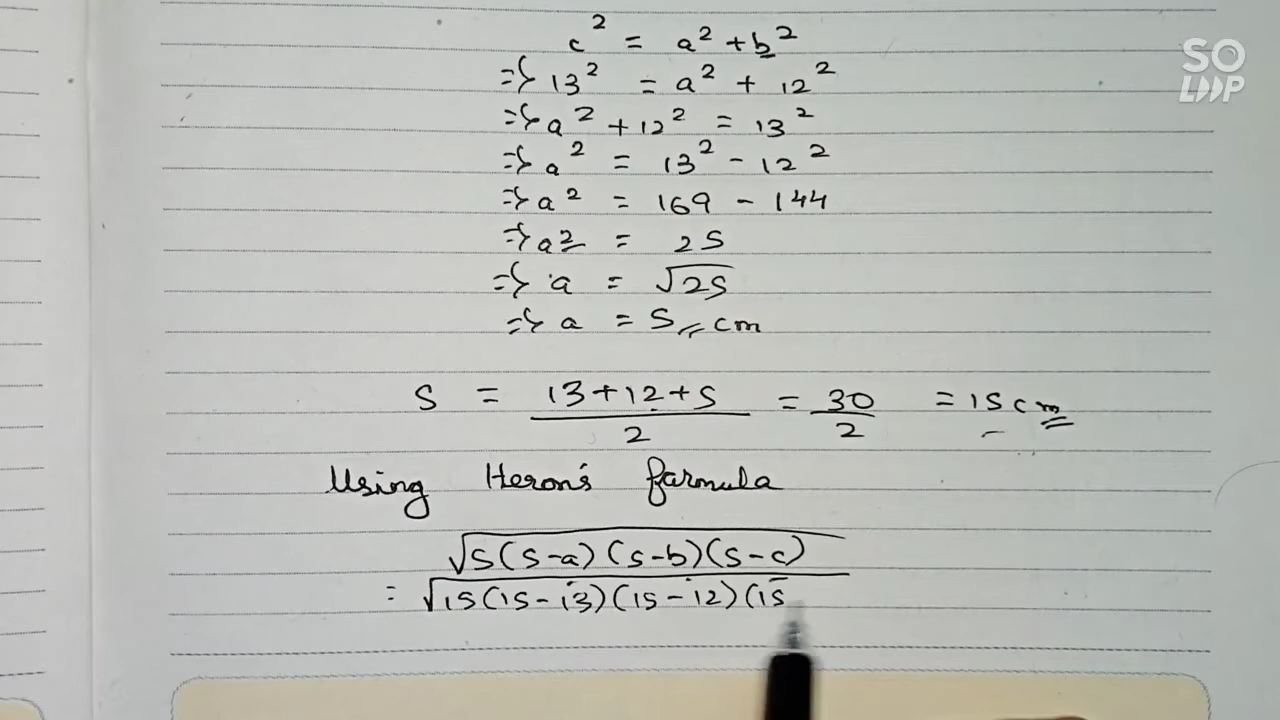 SO
LOOP
c² = a² + b²
=> 13² = a² + 12²
=> a² + 12² = 13²
=> a² = 13² - 12²
=> a² = 169 - 144
=> a² = 25
=> a = √25
=> a = 5 cm
S = (13+12+5)/2 = 30/2 = 15 cm
Using Heron's formula
√S(S-a)(S-b)(S-c)
= √15(15-13)(15-12)(15